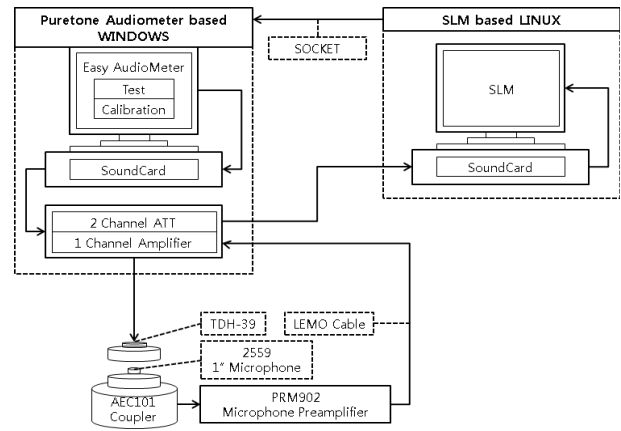 Puretone Audiometer based
WINDOWS
SLM based LINUX
SOCKET
Easy AudioMeter
Test
Calibration
SLM
SoundCard
SoundCard
2 Channel ATT
1 Channel Amplifier
TDH-39
LEMO Cable
2559
1" Microphone
AEC101
Coupler
PRM902
Microphone Preamplifier